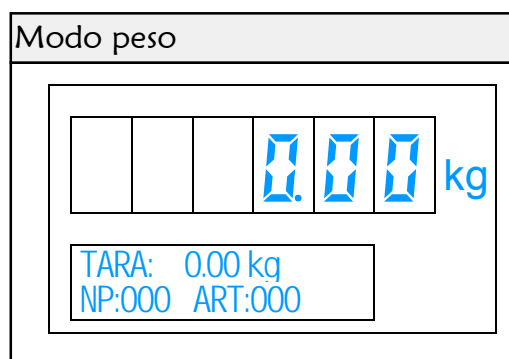 Modo peso
0.00 kg
TARA: 0.00 kg
NP:000 ART:000